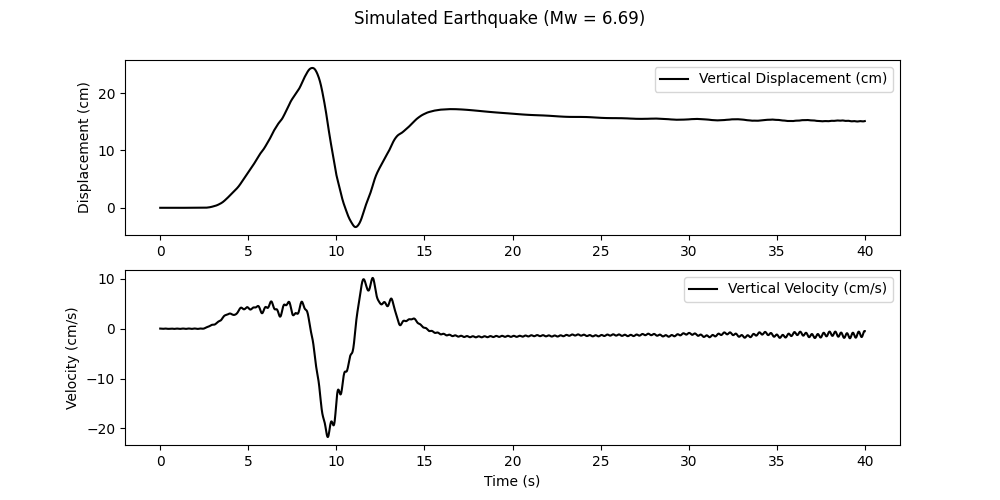 Simulated Earthquake (Mw = 6.69)
Displacement (cm)
20
10
0
Vertical Displacement (cm)
0 5 10 15 20 25 30 35 40
Velocity (cm/s)
10
0
−10
−20
Vertical Velocity (cm/s)
0 5 10 15 20 25 30 35 40
Time (s)